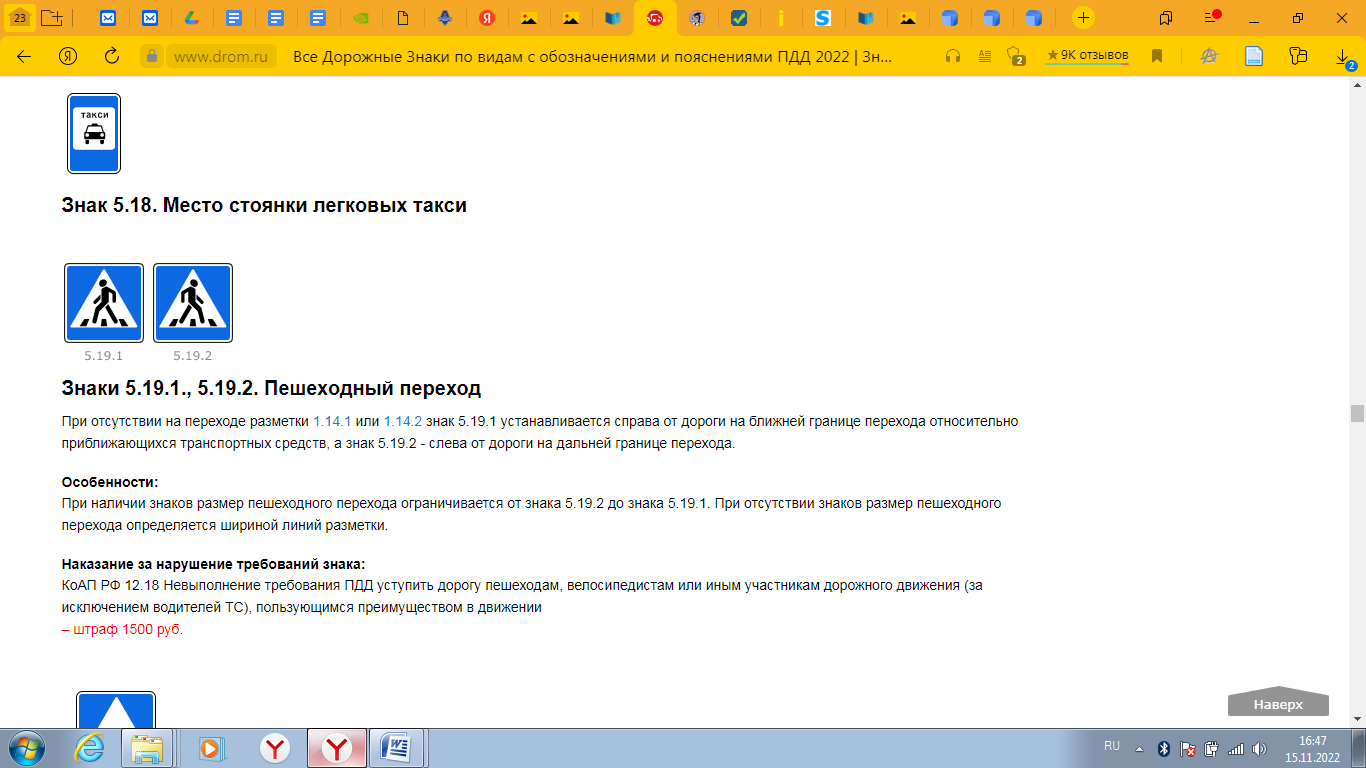 23
www.drom.ru
Все Дорожные Знаки по видам с обозначениями и пояснениями ПДД 2022 | Зн...
2
★ 9К отзывов
2
такси
Знак 5.18. Место стоянки легковых такси
5.19.1 5.19.2
Знаки 5.19.1., 5.19.2. Пешеходный переход
При отсутствии на переходе разметки 1.14.1 или 1.14.2 знак 5.19.1 устанавливается справа от дороги на ближней границе перехода относительно
приближающихся транспортных средств, а знак 5.19.2 - слева от дороги на дальней границе перехода.
Особенности:
При наличии знаков размер пешеходного перехода ограничивается от знака 5.19.2 до знака 5.19.1. При отсутствии знаков размер пешеходного
перехода определяется шириной линий разметки.
Наказание за нарушение требований знака:
КоАП РФ 12.18 Невыполнение требования ПДД уступить дорогу пешеходам, велосипедистам или иным участникам дорожного движения (за
исключением водителей ТС), пользующимся преимуществом в движении
– штраф 1500 руб.
Наверх
RU
16:47
15.11.2022